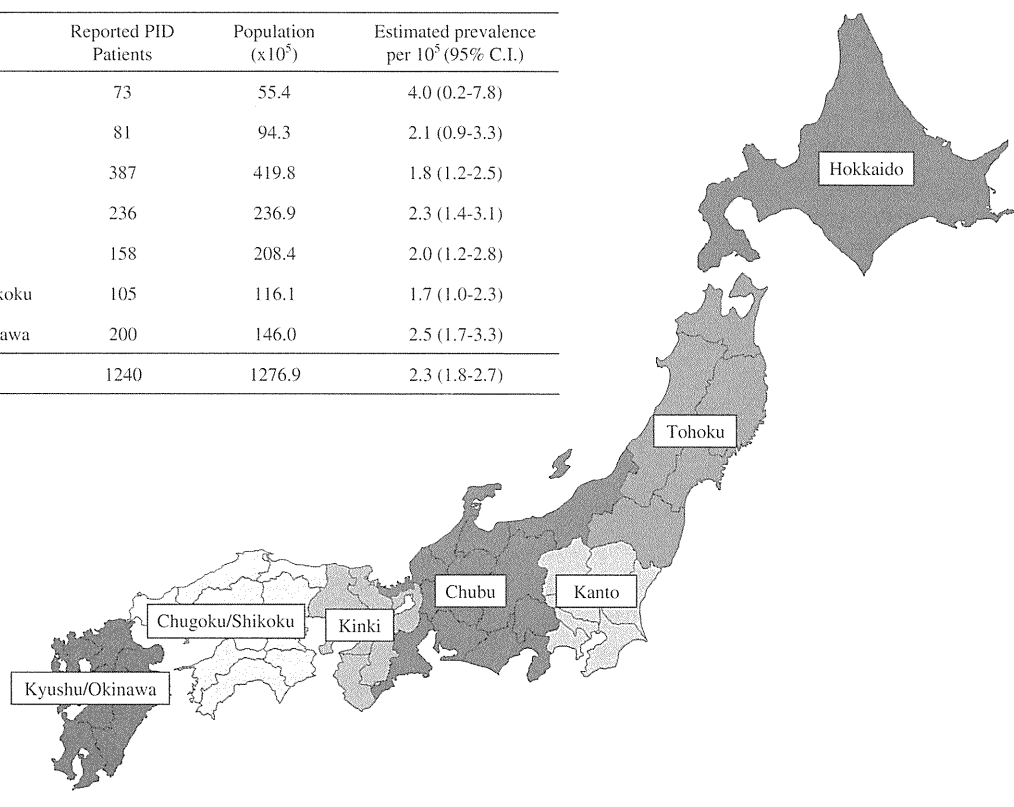 Reported PID Patients Population (x10⁵) Estimated prevalence per 10⁵ (95% C.I.)
73 55.4 4.0 (0.2-7.8)
81 94.3 2.1 (0.9-3.3)
387 419.8 1.8 (1.2-2.5)
236 236.9 2.3 (1.4-3.1)
158 208.4 2.0 (1.2-2.8)
koku 105 116.1 1.7 (1.0-2.3)
awa 200 146.0 2.5 (1.7-3.3)
1240 1276.9 2.3 (1.8-2.7)
Hokkaido
Tohoku
Chubu
Kanto
Chugoku/Shikoku
Kinki
Kyushu/Okinawa